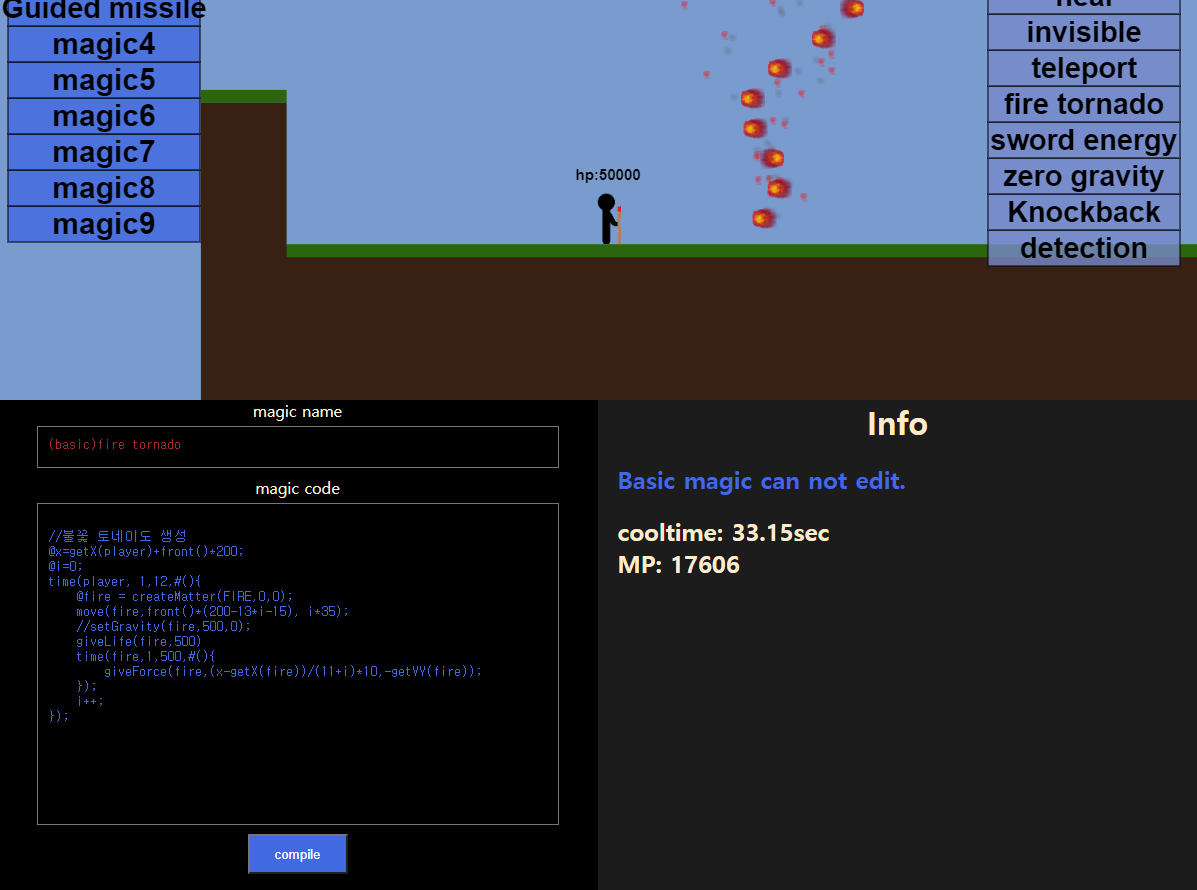 Guided missile
magic4
magic5
magic6
magic7
magic8
magic9
hp:50000
invisible
teleport
fire tornado
sword energy
zero gravity
Knockback
detection
magic name
(basic)fire tornado
magic code
//불꽃 토네이도 생성
@x=getX(player)+front()*200;
@i=0;
time(player, 1,12,#(){
    @fire = createMatter(FIRE,0,0);
    move(fire,front()*(200-13*i-15), i*35);
    //setGravity(fire,500,0);
    giveLife(fire,500)
    time(fire,1,500,#(){
        giveForce(fire,(x-getX(fire))/(11+i)*10,-getVY(fire));
    });
    i++;
});
compile
Info
Basic magic can not edit.
cooltime: 33.15sec
MP: 17606